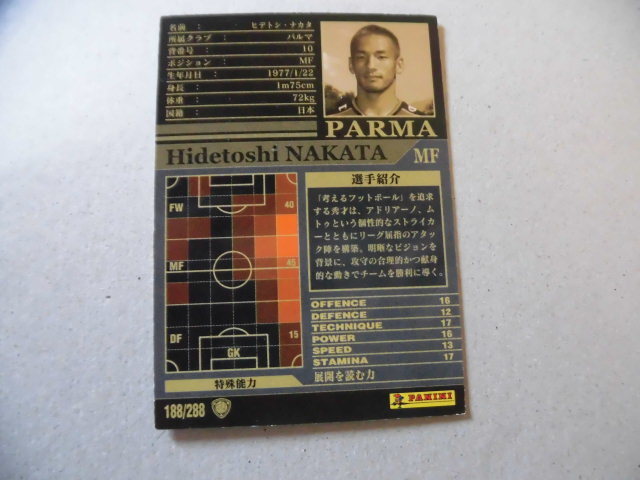 名前 : ヒデトシ・ナカタ
所属クラブ : パルマ
背番号 : 10
ポジション : MF
生年月日 : 1977/1/22
身長 : 1m75cm
体重 : 72kg
国籍 : 日本
PARMA
Hidetoshi NAKATA MF
FW 40
MF 45
DF 15
GK
選手紹介
「考えるフットボール」を追求
する秀才は、アドリアーノ、ム
トゥという個性的なストライ
カーとともにリーグ屈指のアタッ
ク陣を構築。明晰なビジョンを
背景に、攻守の合理的かつ献身
的な動きでチームを勝利に導く。
OFFENCE 16
DEFENCE 12
TECHNIQUE 17
POWER 16
SPEED 13
STAMINA 17
特殊能力 展開を読む力
188/288
PANINI